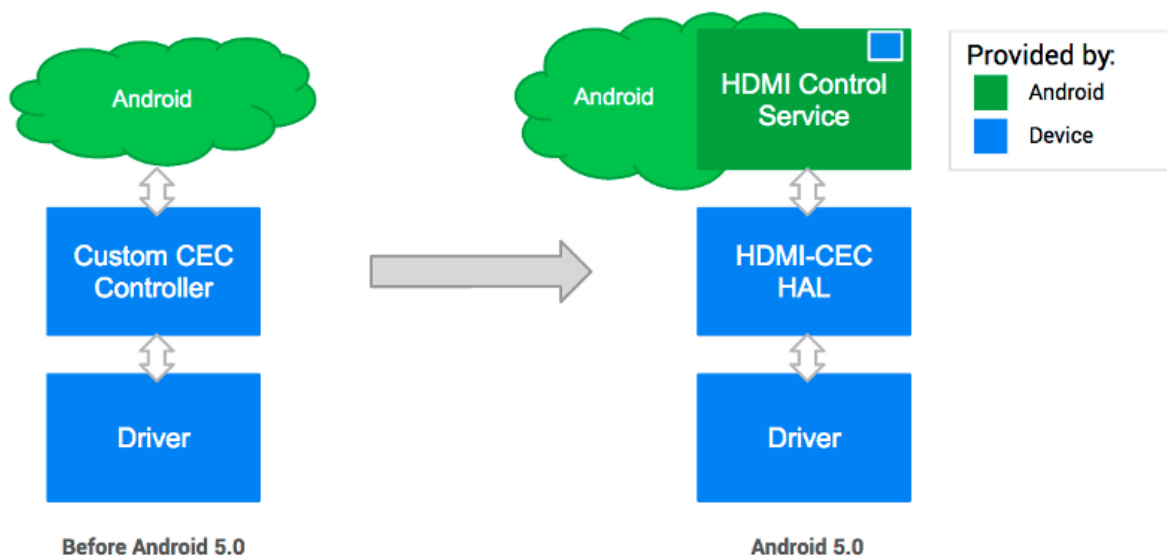 Android
Custom CEC
Controller
Driver
Before Android 5.0
Android
HDMI Control
Service
HDMI-CEC
HAL
Driver
Android 5.0
Provided by:
Android
Device